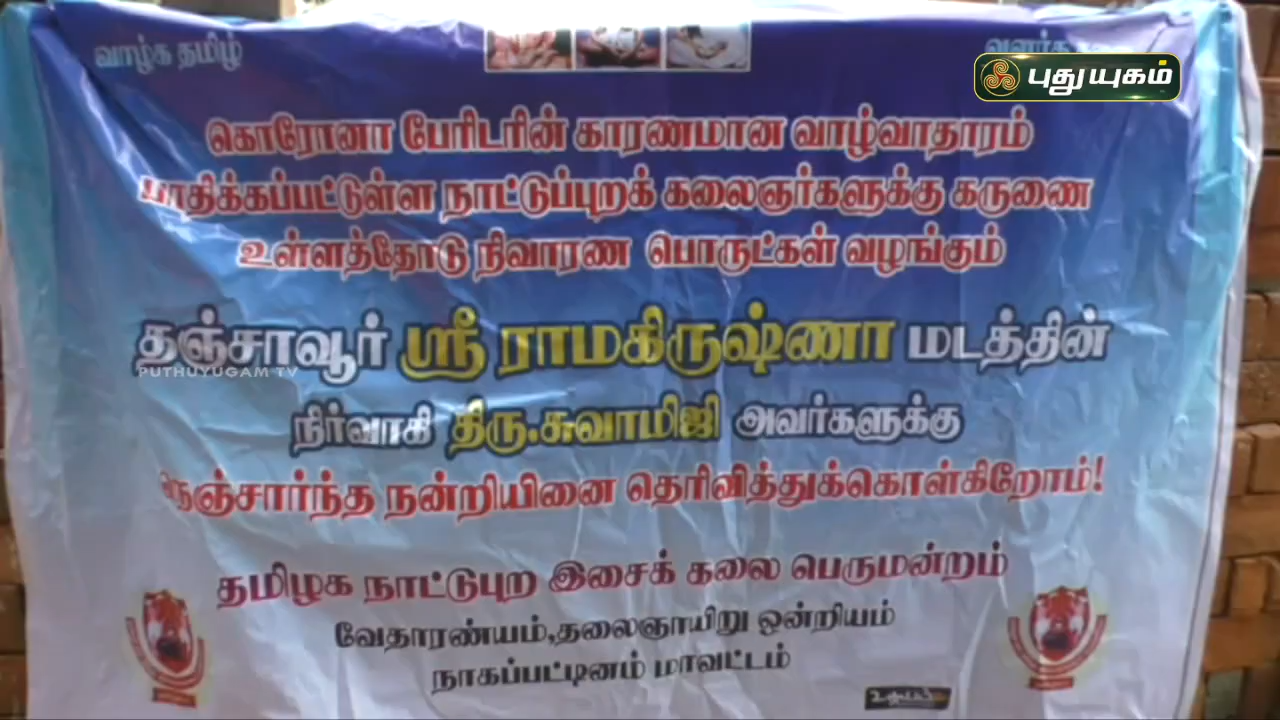 வாழ்க தமிழ்
புதுயுகம்
கொரோனா பேரிடரின் காரணமான வாழ்வாதாரம்
பாதிக்கப்பட்டுள்ள நாட்டுப்புறக் கலைஞர்களுக்கு கருணை
உள்ளத்தோடு நிவாரண பொருட்கள் வழங்கும்
தஞ்சாவூர் ஸ்ரீ ராமகிருஷ்ணா மடத்தின்
PUTHUYUGAM TV
நிர்வாகி திரு.சுவாமிஜி அவர்களுக்கு
நெஞ்சார்ந்த நன்றியினை தெரிவித்துக்கொள்கிறோம்!
தமிழக நாட்டுபுற இசைக் கலை பெருமன்றம்
வேதாரண்யம்,தலைஞாயிறு ஒன்றியம்
நாகப்பட்டினம் மாவட்டம்